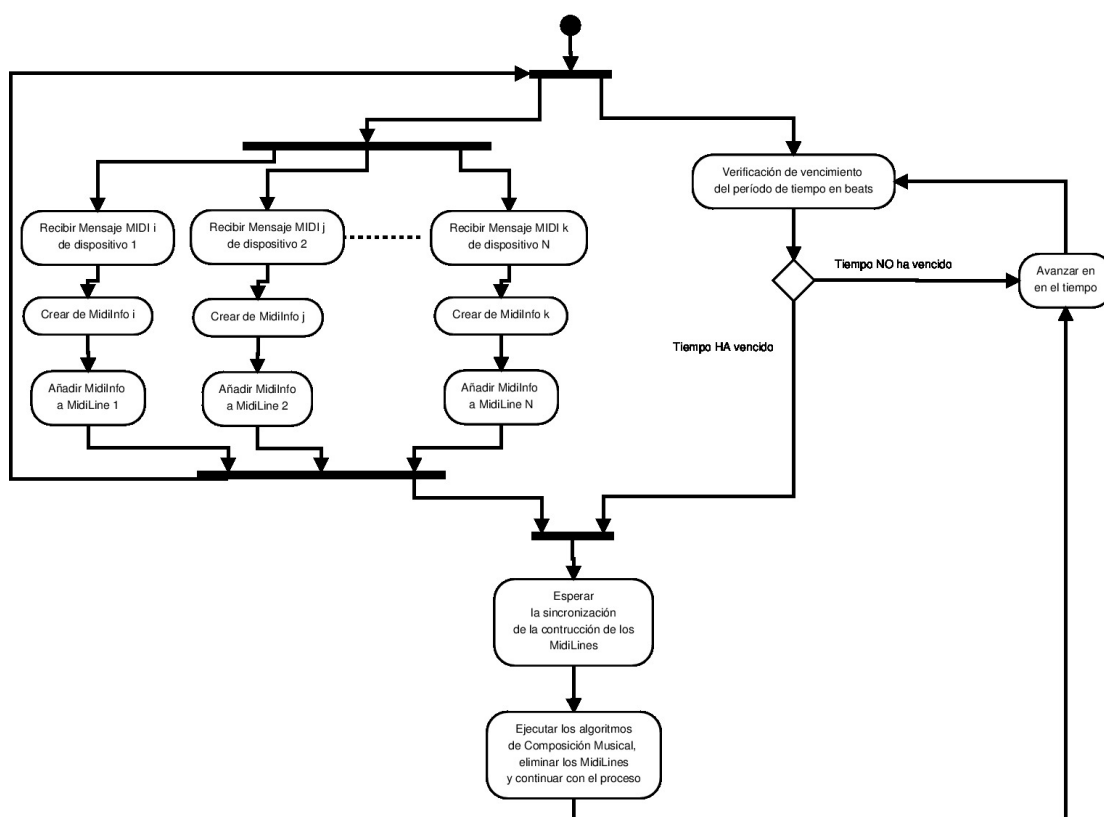 Verificación de vencimiento
del período de tiempo en beats
Recibir Mensaje MIDI i
de dispositivo 1
Recibir Mensaje MIDI j
de dispositivo 2
Recibir Mensaje MIDI k
de dispositivo N
Tiempo NO ha vencido
Avanzar en
en el tiempo
Crear de MidiInfo i
Crear de MidiInfo j
Crear de MidiInfo k
Tiempo HA vencido
Añadir MidiInfo
a MidiLine 1
Añadir MidiInfo
a MidiLine 2
Añadir MidiInfo
a MidiLine N
Esperar
la sincronización
de la contrucción de los
MidiLines
Ejecutar los algoritmos
de Composición Musical,
eliminar los MidiLines
y continuar con el proceso